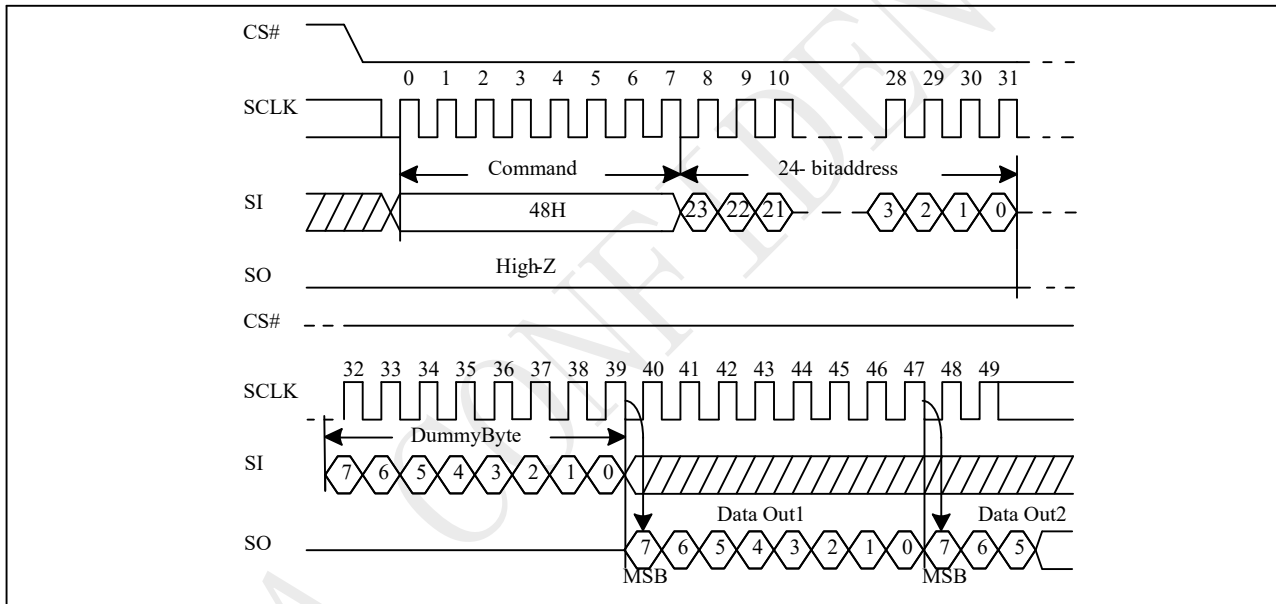 CS#
0 1 2 3 4 5 6 7 8 9 10 28 29 30 31
SCLK
Command 24- bitaddress
SI 48H 23 22 21 3 2 1 0
High-Z
SO
CS#
32 33 34 35 36 37 38 39 40 41 42 43 44 45 46 47 48 49
SCLK
DummyByte
SI 7 6 5 4 3 2 1 0
Data Out1 Data Out2
SO 7 6 5 4 3 2 1 0 7 6 5
MSB MSB
A CONFIDEN